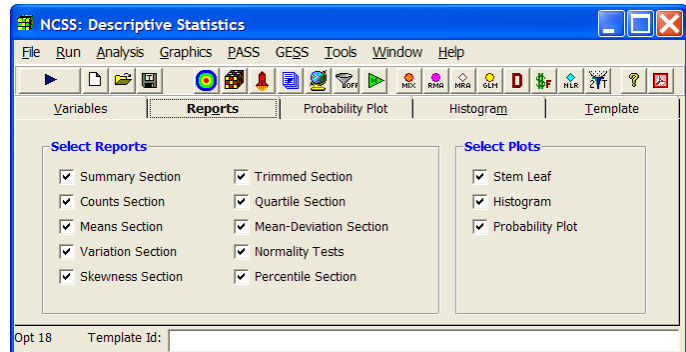 NCSS: Descriptive Statistics
File Run Analysis Graphics PASS GESS Tools Window Help
OFF MIX RMA MRA GLM D $F NLR 2YT ?
Variables Reports Probability Plot Histogram Template
Select Reports Select Plots
Summary Section Trimmed Section Stem Leaf
Counts Section Quartile Section Histogram
Means Section Mean-Deviation Section Probability Plot
Variation Section Normality Tests
Skewness Section Percentile Section
Opt 18 Template Id: